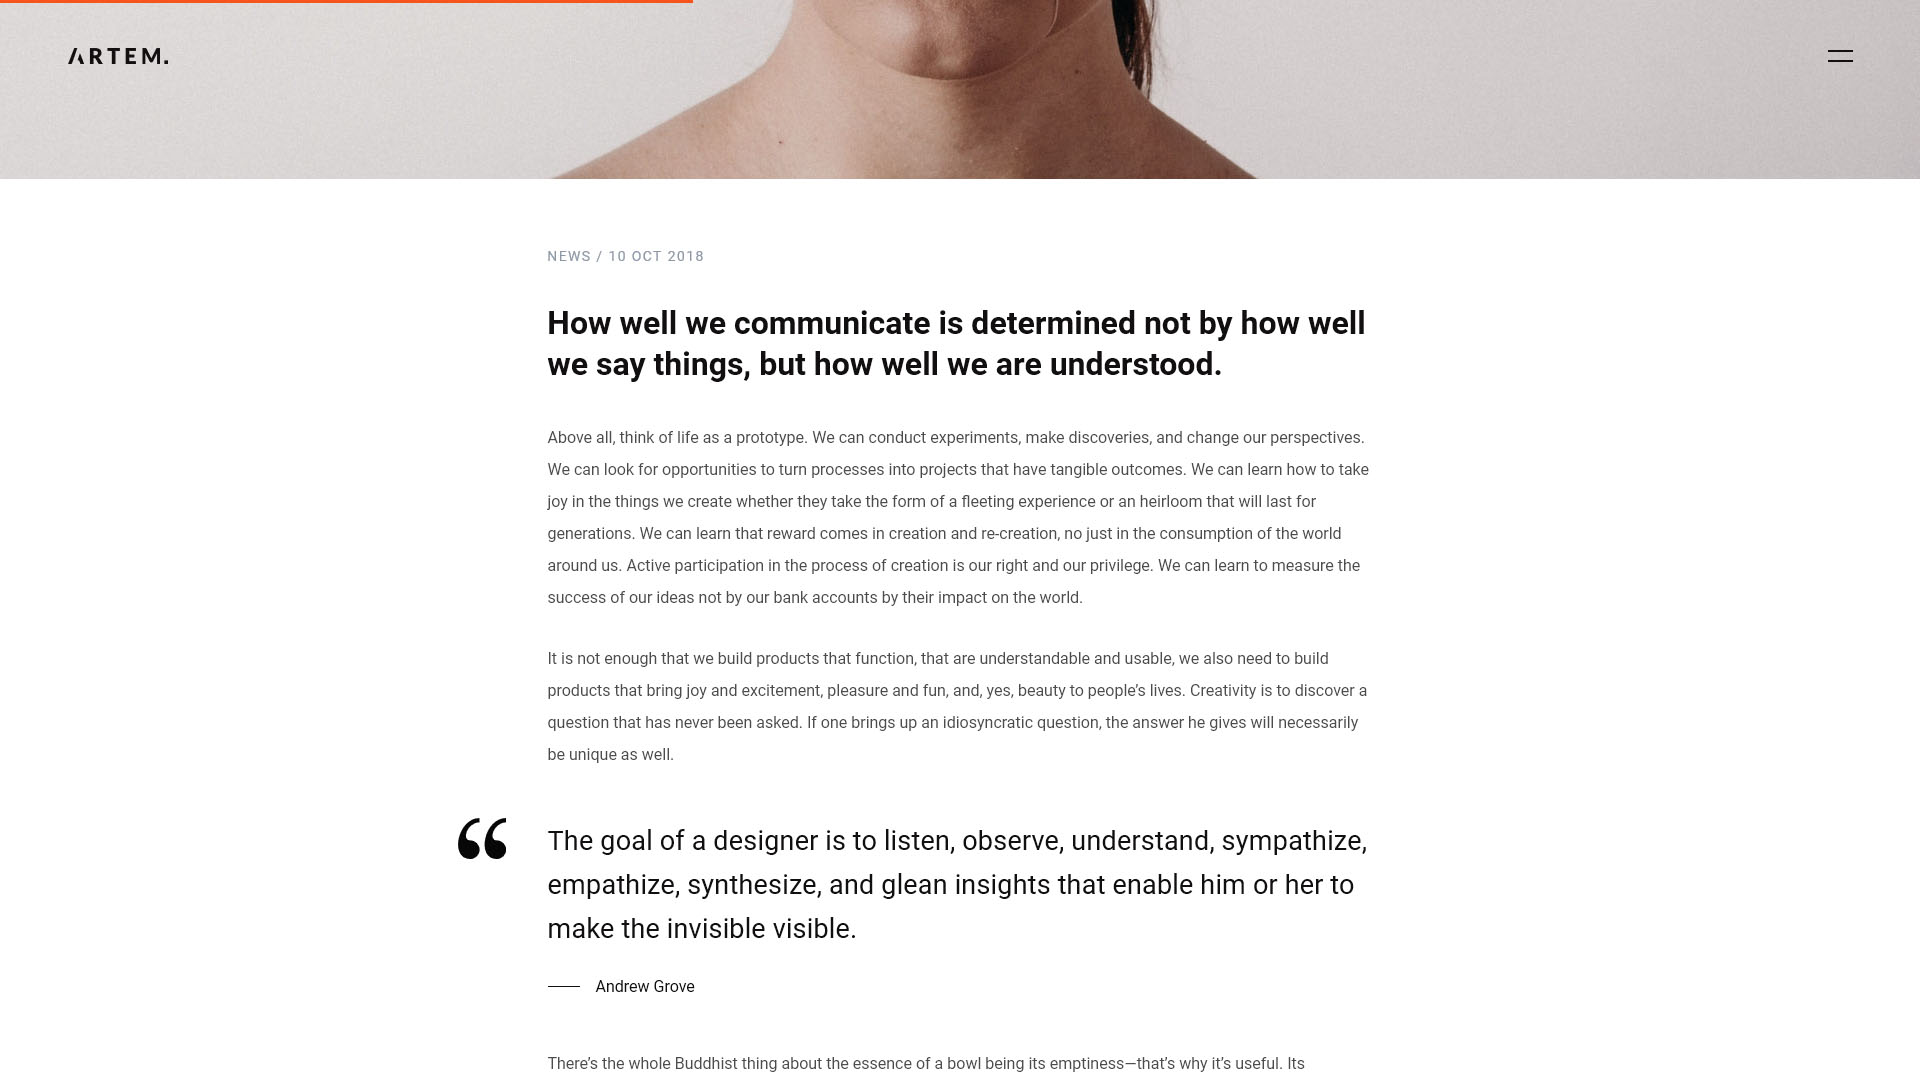 ARTEM.
NEWS / 10 OCT 2018
How well we communicate is determined not by how well
we say things, but how well we are understood.
Above all, think of life as a prototype. We can conduct experiments, make discoveries, and change our perspectives.
We can look for opportunities to turn processes into projects that have tangible outcomes. We can learn how to take
joy in the things we create whether they take the form of a fleeting experience or an heirloom that will last for
generations. We can learn that reward comes in creation and re-creation, no just in the consumption of the world
around us. Active participation in the process of creation is our right and our privilege. We can learn to measure the
success of our ideas not by our bank accounts by their impact on the world.
It is not enough that we build products that function, that are understandable and usable, we also need to build
products that bring joy and excitement, pleasure and fun, and, yes, beauty to people’s lives. Creativity is to discover a
question that has never been asked. If one brings up an idiosyncratic question, the answer he gives will necessarily
be unique as well.
“
The goal of a designer is to listen, observe, understand, sympathize,
empathize, synthesize, and glean insights that enable him or her to
make the invisible visible.
— Andrew Grove
There’s the whole Buddhist thing about the essence of a bowl being its emptiness—that’s why it’s useful. Its